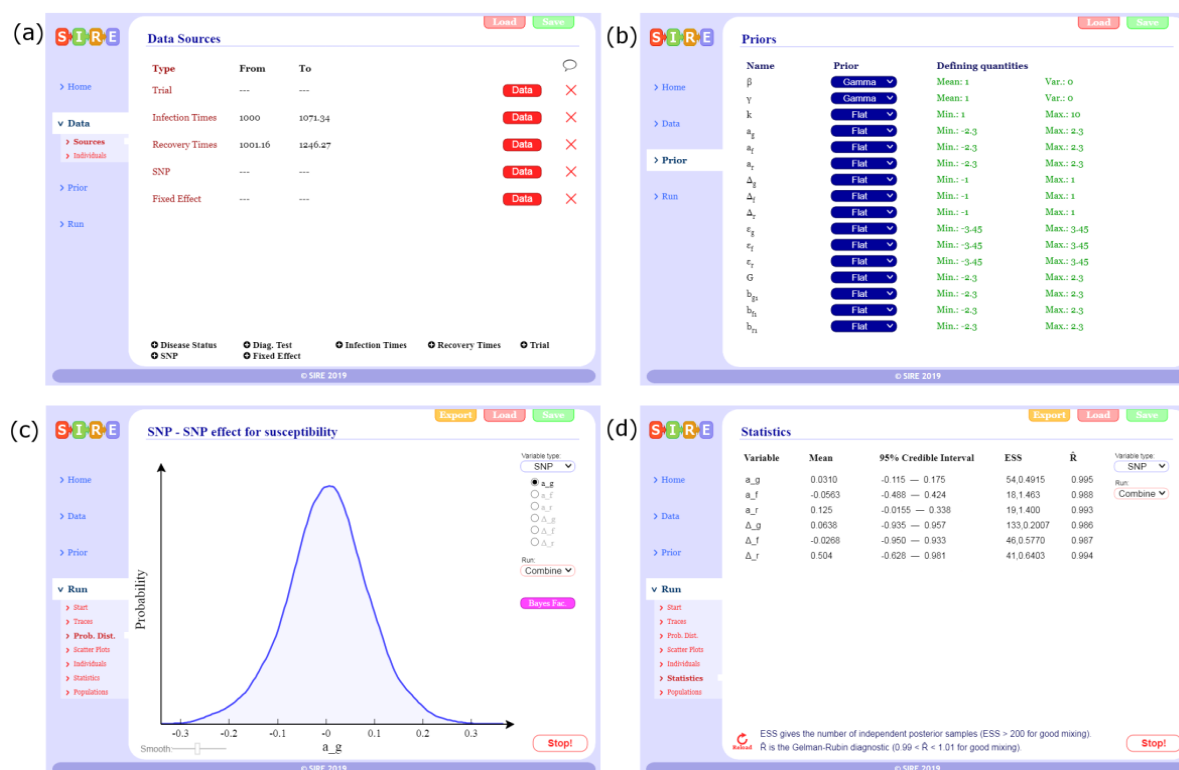 (a)
SIRE
Load Save
Data Sources
Type From To
Home
Trial --- --- Data
Infection Times 1000 1071.34 Data
Data
Sources
Individuals
Recovery Times 1001.16 1246.27 Data
SNP --- --- Data
Prior
Fixed Effect --- --- Data
Run
Disease Status Diag. Test Infection Times Recovery Times Trial
SNP Fixed Effect
© SIRE 2019
(b)
SIRE
Load Save
Priors
Name Prior Defining quantities
Home
Data
Prior
Run
β Gamma Mean: 1 Var.: 0
γ Gamma Mean: 1 Var.: 0
k Flat Min.: 1 Max.: 10
a_g Flat Min.: -2.3 Max.: 2.3
a_f Flat Min.: -2.3 Max.: 2.3
a_r Flat Min.: -2.3 Max.: 2.3
Δ_g Flat Min.: -1 Max.: 1
Δ_f Flat Min.: -1 Max.: 1
Δ_r Flat Min.: -1 Max.: 1
ε_g Flat Min.: -3.45 Max.: 3.45
ε_f Flat Min.: -3.45 Max.: 3.45
ε_r Flat Min.: -3.45 Max.: 3.45
G Flat Min.: -2.3 Max.: 2.3
b_g1 Flat Min.: -2.3 Max.: 2.3
b_f1 Flat Min.: -2.3 Max.: 2.3
b_r1 Flat Min.: -2.3 Max.: 2.3
© SIRE 2019
(c)
SIRE
Export Load Save
SNP - SNP effect for susceptibility
Home
Data
Prior
Run
Start
Traces
Prob. Dist.
Scatter Plots
Individuals
Statistics
Populations
Variable type:
SNP
a_g
a_f
a_r
Δ_g
Δ_f
Δ_r
Run:
Combine
Bayes Fac.
Probability
-0.3 -0.2 -0.1 -0 0.1 0.2 0.3
a_g
Smooth:
Stop!
© SIRE 2019
(d)
SIRE
Export Load Save
Statistics
Home
Data
Prior
Run
Start
Traces
Prob. Dist.
Scatter Plots
Individuals
Statistics
Populations
Variable Mean 95% Credible Interval ESS R̂
a_g 0.0310 -0.115 — 0.175 54,0.4915 0.995
a_f -0.0563 -0.488 — 0.424 18,1.463 0.988
a_r 0.125 -0.0155 — 0.338 19,1.400 0.993
Δ_g 0.0638 -0.935 — 0.957 133,0.2007 0.986
Δ_f -0.0268 -0.950 — 0.933 46,0.5770 0.987
Δ_r 0.504 -0.628 — 0.981 41,0.6403 0.994
Variable type:
SNP
Run:
Combine
Reload
ESS gives the number of independent posterior samples (ESS > 200 for good mixing).
R̂ is the Gelman-Rubin diagnostic (0.99 < R̂ < 1.01 for good mixing)
Stop!
© SIRE 2019